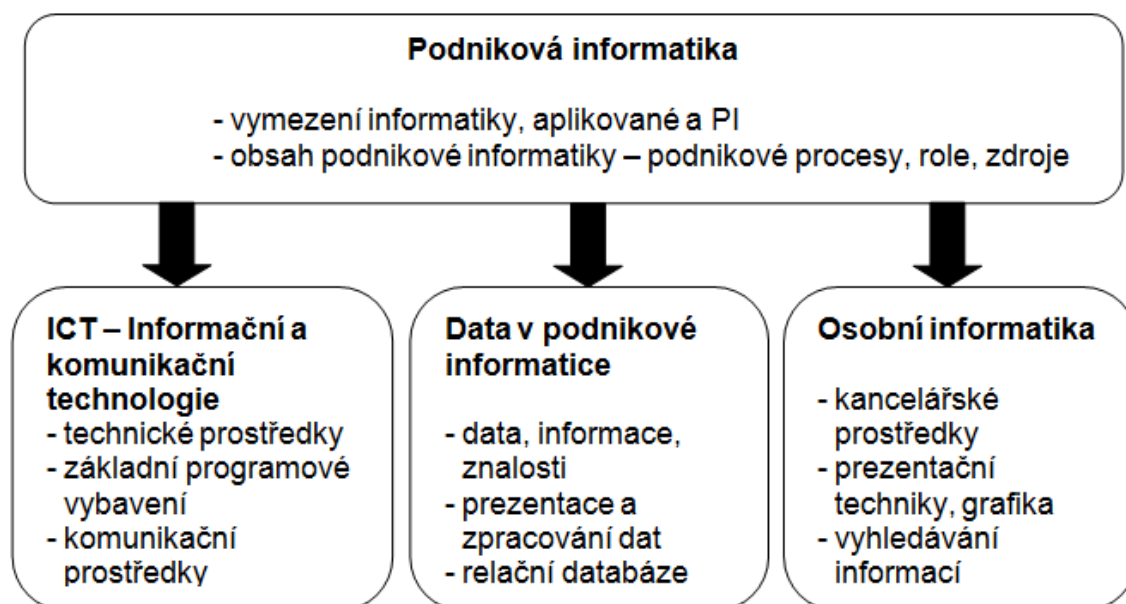 Podniková informatika
- vymezení informatiky, aplikované a PI
- obsah podnikové informatiky – podnikové procesy, role, zdroje
ICT – Informační a
komunikační
technologie
- technické prostředky
- základní programové
vybavení
- komunikační
prostředky
Data v podnikové
informatice
- data, informace,
znalosti
- prezentace a
zpracování dat
- relační databáze
Osobní informatika
- kancelářské
prostředky
- prezentační
techniky, grafika
- vyhledávání
informací